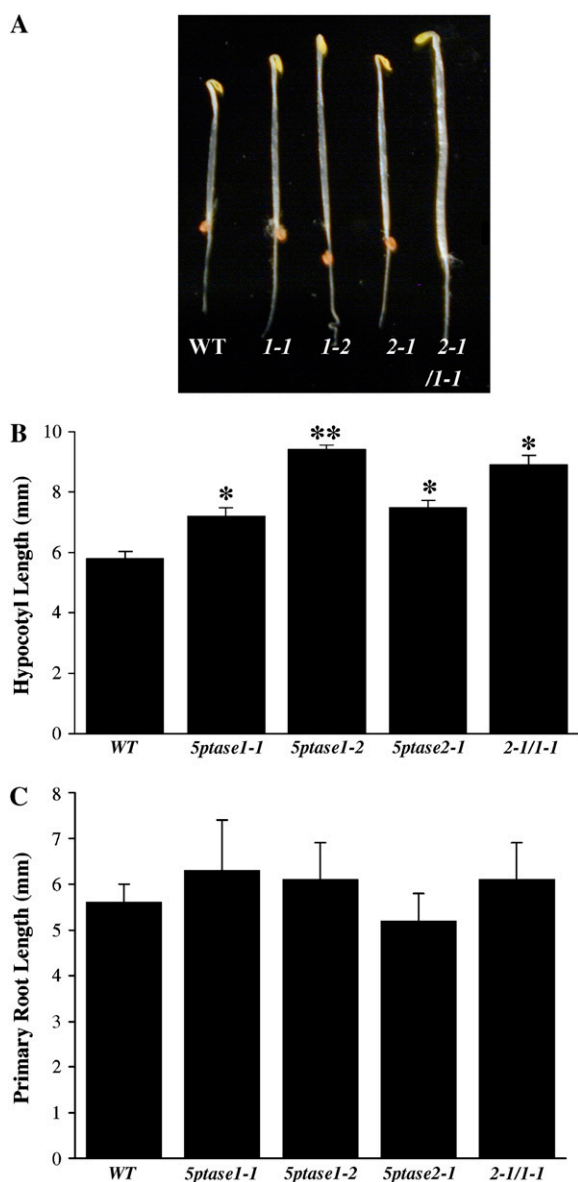 A
WT 1-1 1-2 2-1 2-1
/1-1
B
Hypocotyl Length (mm)
10
8
6
4
2
0
*
**
*
*
WT 5ptase1-1 5ptase1-2 5ptase2-1 2-1/1-1
C
Primary Root Length (mm)
8
7
6
5
4
3
2
1
0
WT 5ptase1-1 5ptase1-2 5ptase2-1 2-1/1-1